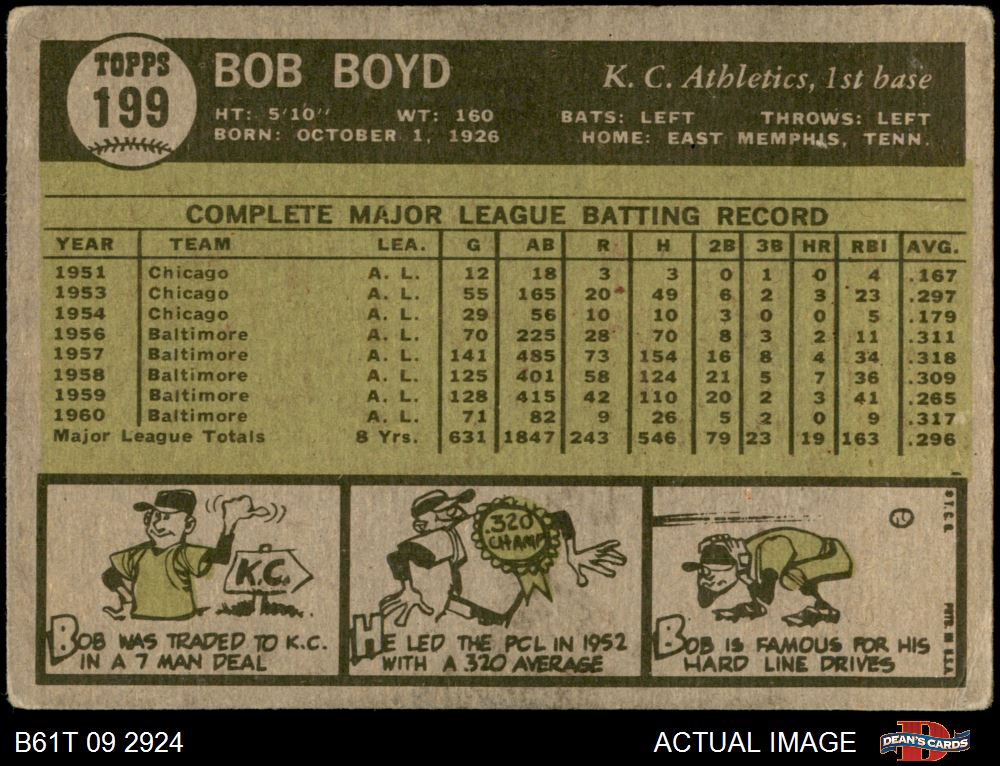 TOPPS
199
BOB BOYD
K. C. Athletics, 1st base
HT: 5'10" WT: 160 BATS: LEFT THROWS: LEFT
BORN: OCTOBER 1, 1926 HOME: EAST MEMPHIS, TENN.
COMPLETE MAJOR LEAGUE BATTING RECORD
YEAR TEAM LEA. G AB R H 2B 3B HR RBI AVG.
1951 Chicago A. L. 12 18 3 3 0 1 0 4 .167
1953 Chicago A. L. 55 165 20 49 6 2 3 23 .297
1954 Chicago A. L. 29 56 10 10 3 0 0 5 .179
1956 Baltimore A. L. 70 225 28 70 8 3 2 11 .311
1957 Baltimore A. L. 141 485 73 154 16 8 4 34 .318
1958 Baltimore A. L. 125 401 58 124 21 5 7 36 .309
1959 Baltimore A. L. 128 415 42 110 20 2 3 41 .265
1960 Baltimore A. L. 71 82 9 26 5 2 0 9 .317
Major League Totals 8 Yrs. 631 1847 243 546 79 23 19 163 .296
K.C.
BOB WAS TRADED TO K.C.
IN A 7 MAN DEAL
.320
CHAMP
HE LED THE PCL IN 1952
WITH A .320 AVERAGE
BOB IS FAMOUS FOR HIS
HARD LINE DRIVES
PTD. IN U.S.A.
B61T 09 2924
ACTUAL IMAGE
DEAN'S CARDS